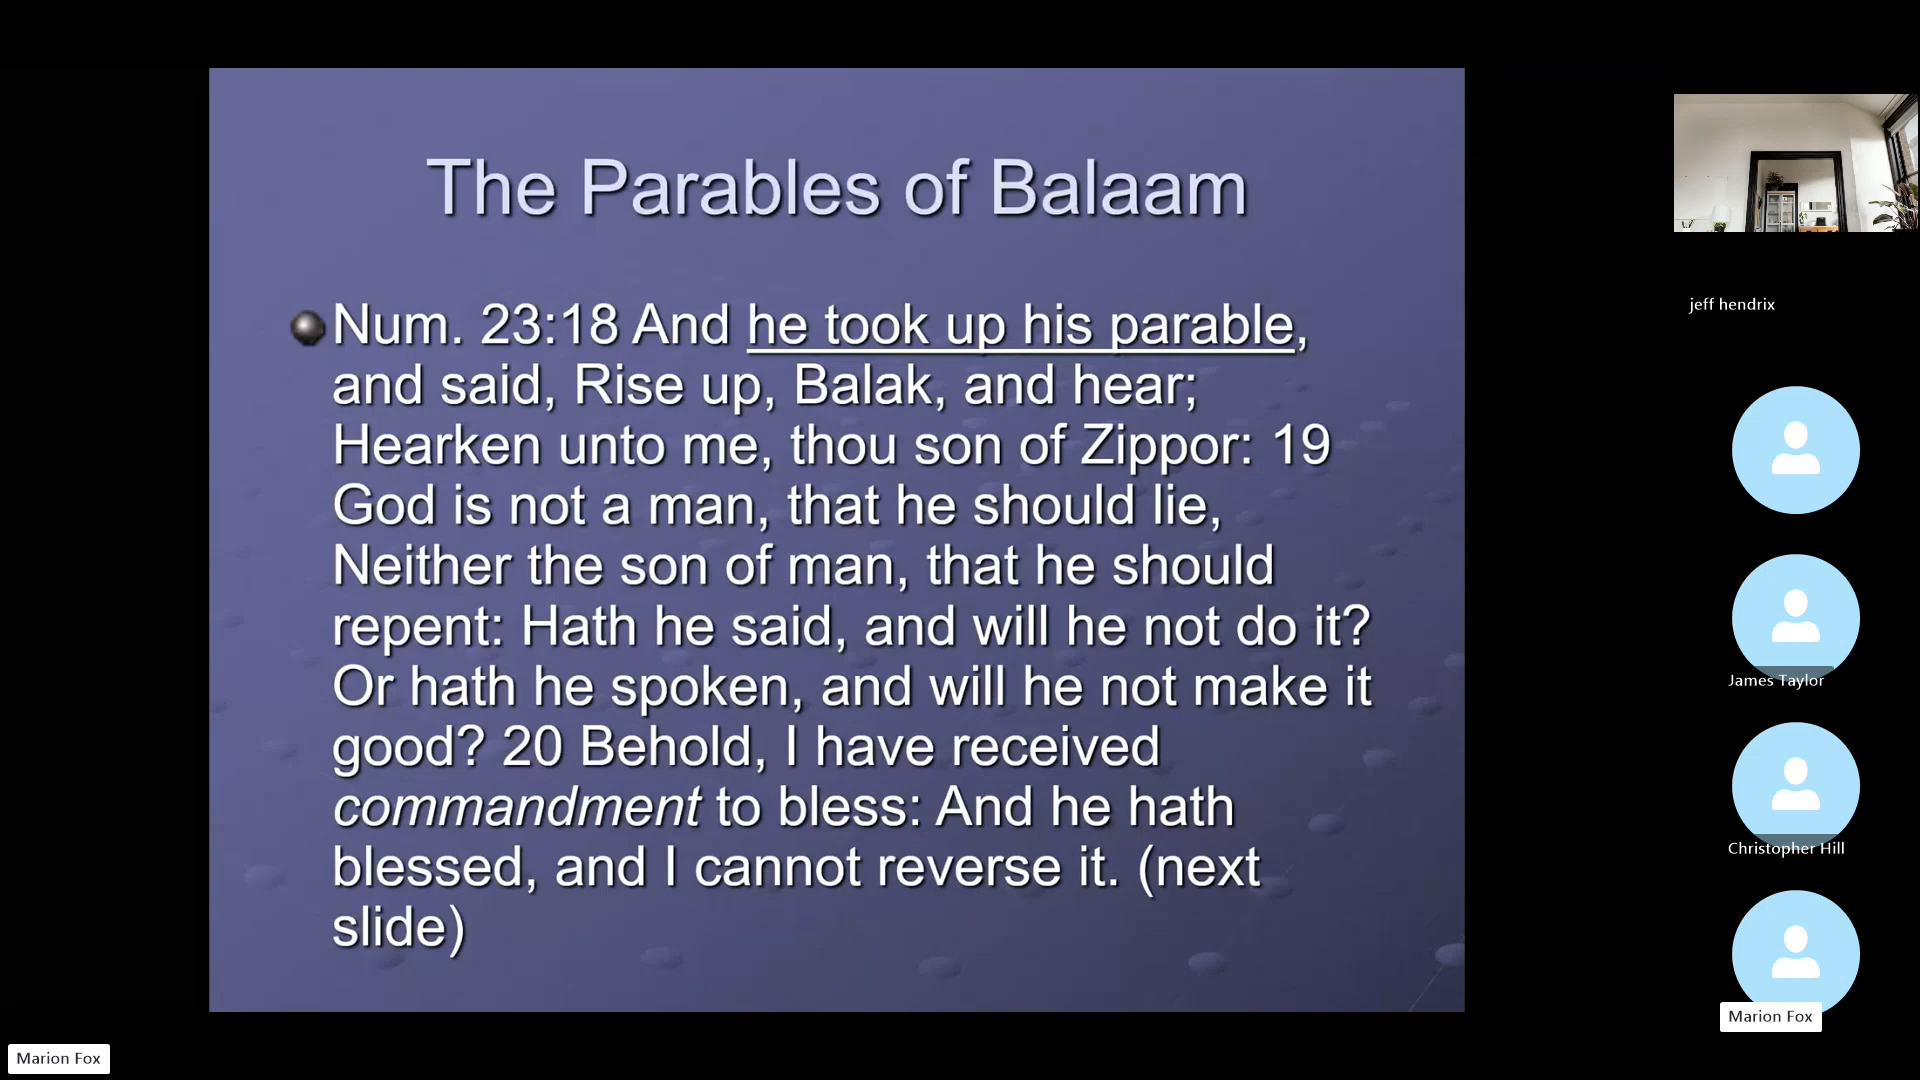 The Parables of Balaam
Num. 23:18 And he took up his parable,
and said, Rise up, Balak, and hear;
Hearken unto me, thou son of Zippor: 19
God is not a man, that he should lie,
Neither the son of man, that he should
repent: Hath he said, and will he not do it?
Or hath he spoken, and will he not make it
good? 20 Behold, I have received
commandment to bless: And he hath
blessed, and I cannot reverse it. (next
slide)
jeff hendrix
James Taylor
Christopher Hill
Marion Fox
Marion Fox